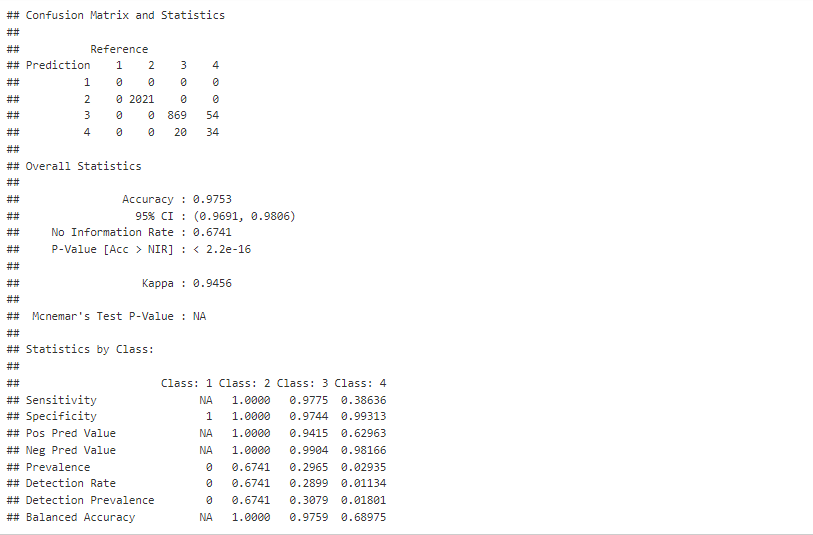 ## Confusion Matrix and Statistics
##
##           Reference
## Prediction    1    2    3    4
##          1    0    0    0    0
##          2    0 2021    0    0
##          3    0    0  869   54
##          4    0    0   20   34
##
## Overall Statistics
##
##                Accuracy : 0.9753
##                  95% CI : (0.9691, 0.9806)
##     No Information Rate : 0.6741
##     P-Value [Acc > NIR] : < 2.2e-16
##
##                   Kappa : 0.9456
##
##  Mcnemar's Test P-Value : NA
##
## Statistics by Class:
##
##                      Class: 1 Class: 2 Class: 3 Class: 4
## Sensitivity                NA   1.0000   0.9775  0.38636
## Specificity                 1   1.0000   0.9744  0.99313
## Pos Pred Value             NA   1.0000   0.9415  0.62963
## Neg Pred Value             NA   1.0000   0.9904  0.98166
## Prevalence                  0   0.6741   0.2965  0.02935
## Detection Rate              0   0.6741   0.2899  0.01134
## Detection Prevalence        0   0.6741   0.3079  0.01801
## Balanced Accuracy          NA   1.0000   0.9759  0.68975